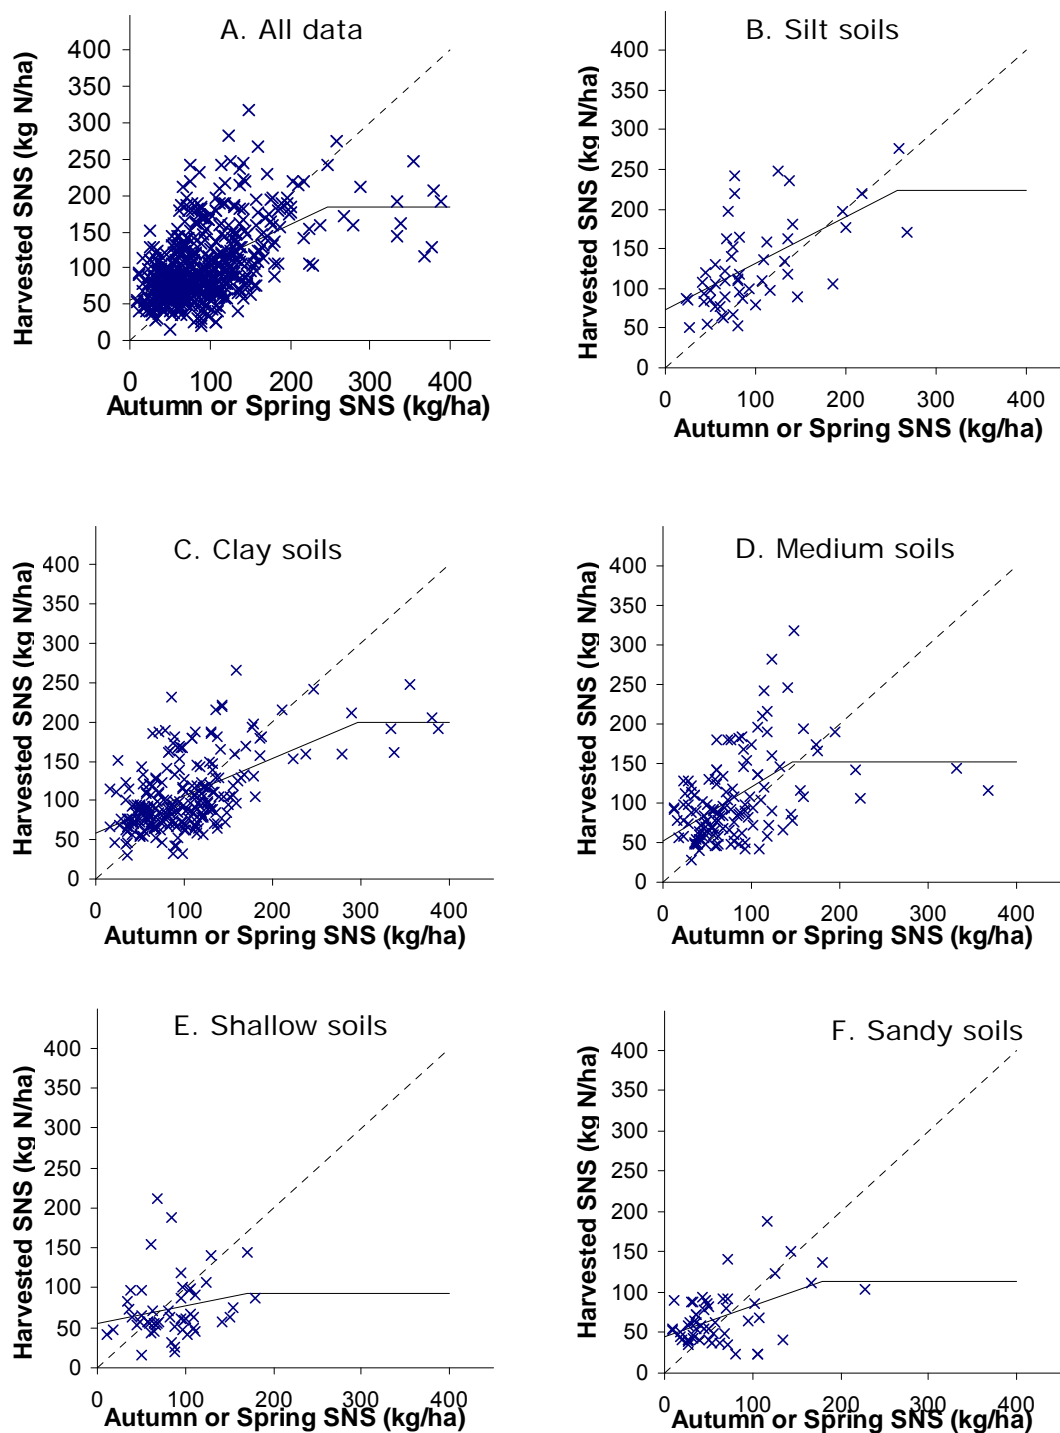 A. All data
Harvested SNS (kg N/ha)
400
350
300
250
200
150
100
50
0
0 100 200 300 400
Autumn or Spring SNS (kg/ha)
B. Silt soils
Harvested SNS (kg N/ha)
400
350
300
250
200
150
100
50
0
0 100 200 300 400
Autumn or Spring SNS (kg/ha)
C. Clay soils
Harvested SNS (kg N/ha)
400
350
300
250
200
150
100
50
0
0 100 200 300 400
Autumn or Spring SNS (kg/ha)
D. Medium soils
Harvested SNS (kg N/ha)
400
350
300
250
200
150
100
50
0
0 100 200 300 400
Autumn or Spring SNS (kg/ha)
E. Shallow soils
Harvested SNS (kg N/ha)
400
350
300
250
200
150
100
50
0
0 100 200 300 400
Autumn or Spring SNS (kg/ha)
F. Sandy soils
Harvested SNS (kg N/ha)
400
350
300
250
200
150
100
50
0
0 100 200 300 400
Autumn or Spring SNS (kg/ha)